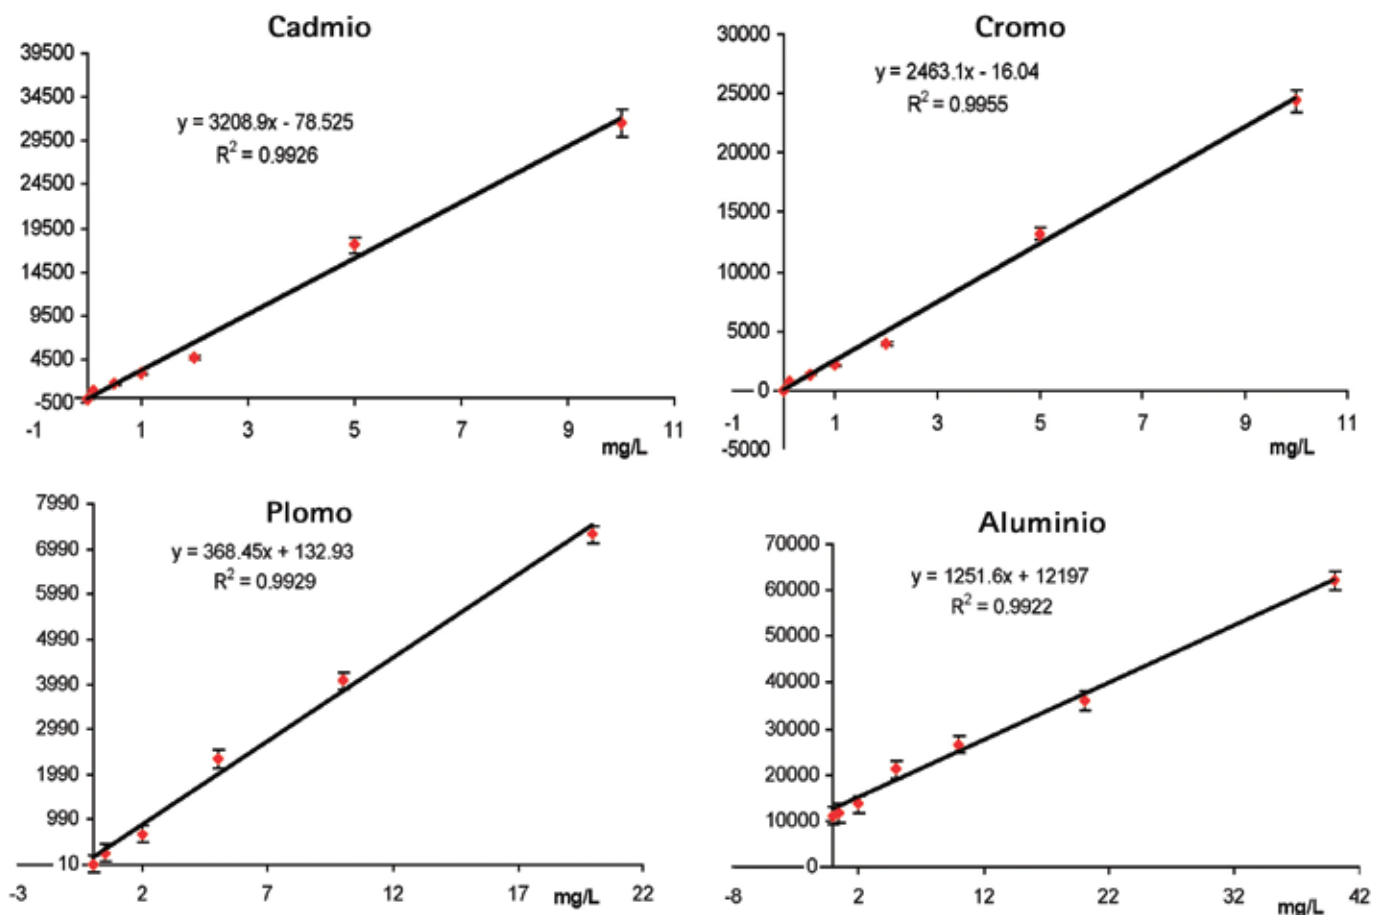 Cadmio
39500
34500
29500
24500
19500
14500
9500
4500
-500
y = 3208.9x - 78.525
R² = 0.9926
-1 1 3 5 7 9 11
mg/L
Cromo
30000
25000
20000
15000
10000
5000
0
-5000
y = 2463.1x - 16.04
R² = 0.9955
-1 1 3 5 7 9 11
mg/L
Plomo
7990
6990
5990
4990
3990
2990
1990
990
10
y = 368.45x + 132.93
R² = 0.9929
-3 2 7 12 17 22
mg/L
Aluminio
70000
60000
50000
40000
30000
20000
10000
0
y = 1251.6x + 12197
R² = 0.9922
-8 2 12 22 32 42
mg/L